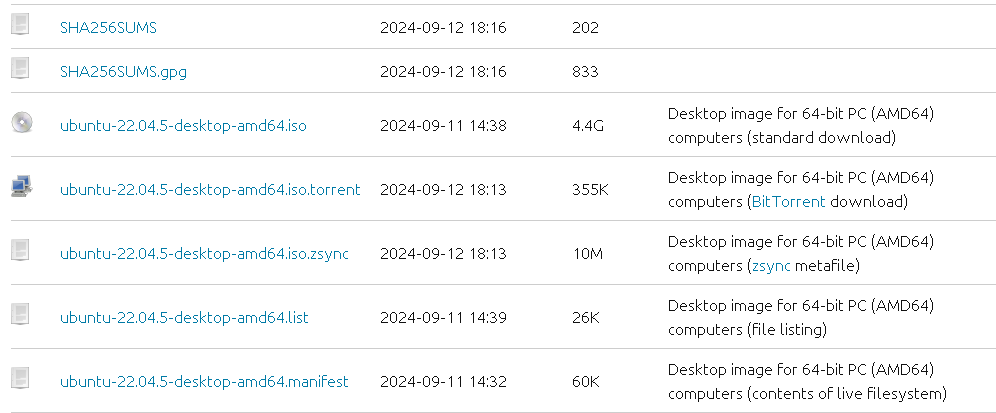 SHA256SUMS 2024-09-12 18:16 202
SHA256SUMS.gpg 2024-09-12 18:16 833
ubuntu-22.04.5-desktop-amd64.iso 2024-09-11 14:38 4.4G Desktop image for 64-bit PC (AMD64)
computers (standard download)
ubuntu-22.04.5-desktop-amd64.iso.torrent 2024-09-12 18:13 355K Desktop image for 64-bit PC (AMD64)
computers (BitTorrent download)
ubuntu-22.04.5-desktop-amd64.iso.zsync 2024-09-12 18:13 10M Desktop image for 64-bit PC (AMD64)
computers (zsync metafile)
ubuntu-22.04.5-desktop-amd64.list 2024-09-11 14:39 26K Desktop image for 64-bit PC (AMD64)
computers (file listing)
ubuntu-22.04.5-desktop-amd64.manifest 2024-09-11 14:32 60K Desktop image for 64-bit PC (AMD64)
computers (contents of live filesystem)